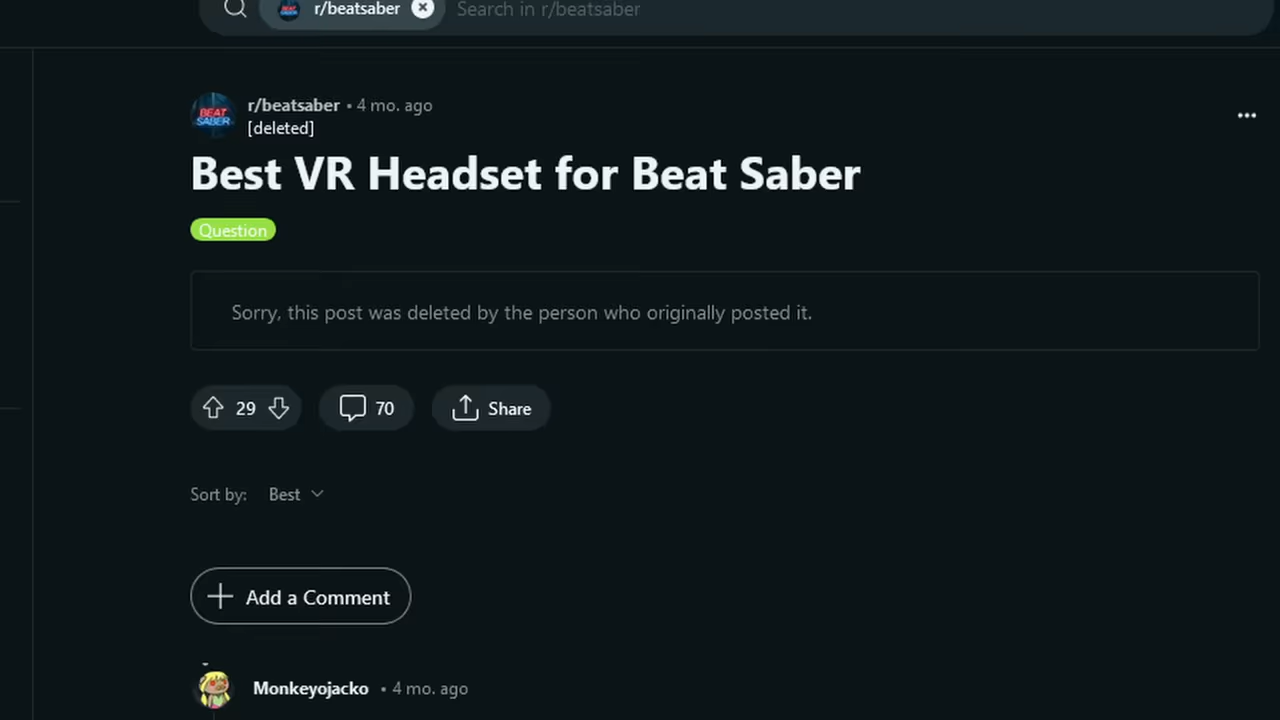 r/beatsaber
Search in r/beatsaber
BEAT SABER
r/beatsaber • 4 mo. ago
[deleted]
Best VR Headset for Beat Saber
Question
Sorry, this post was deleted by the person who originally posted it.
29
70
Share
Sort by: Best
Add a Comment
Monkeyojacko • 4 mo. ago